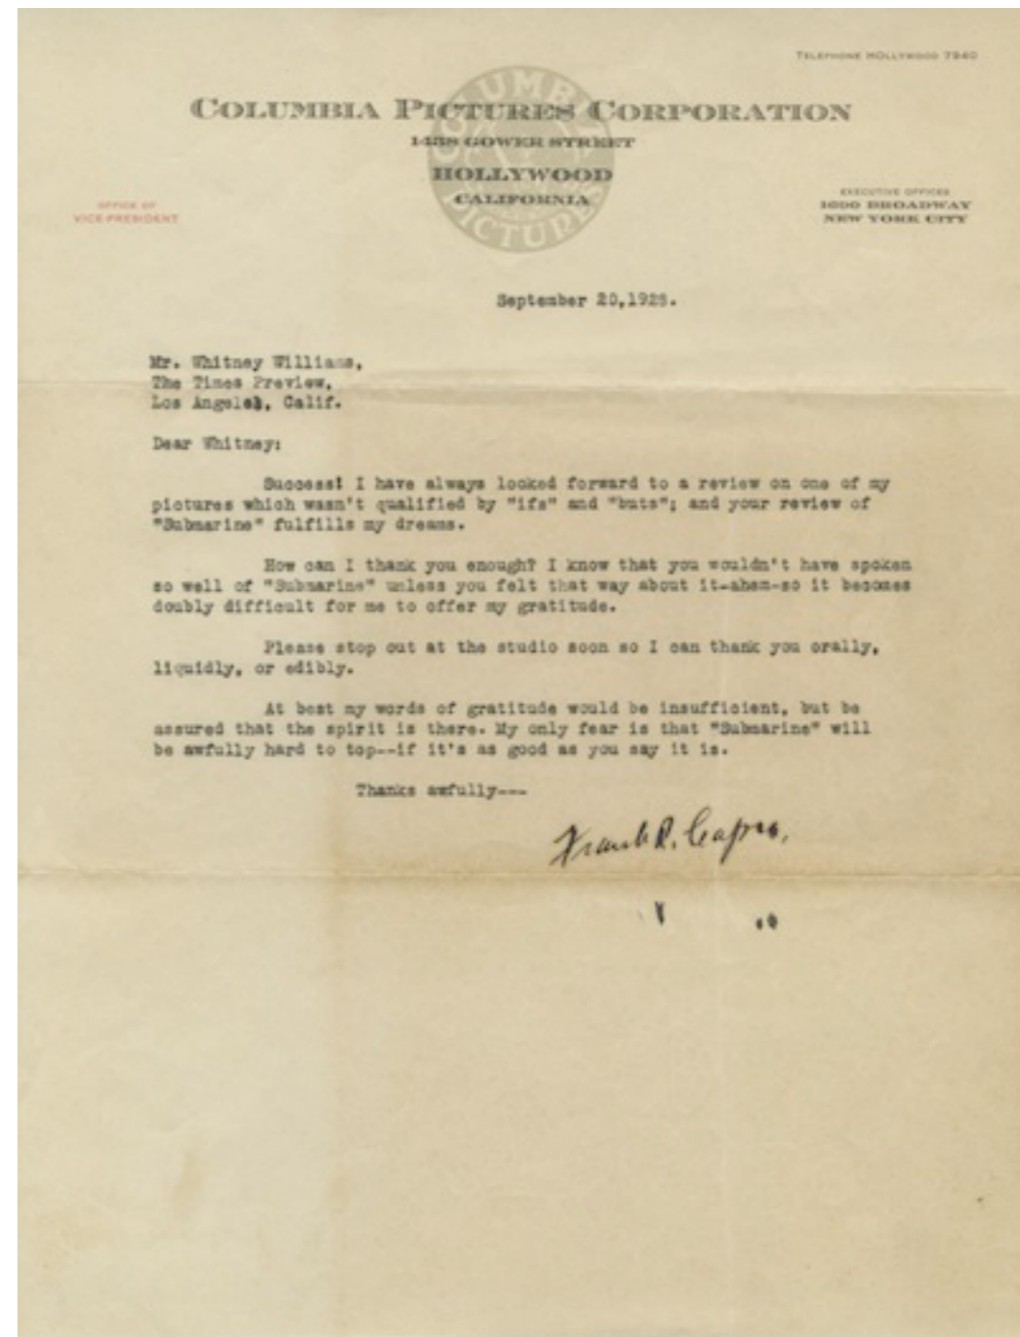 TELEPHONE HOLLYWOOD 7940
COLUMBIA PICTURES CORPORATION
1438 GOWER STREET
HOLLYWOOD
CALIFORNIA
COLUMBIA PICTURES
OFFICE OF
VICE-PRESIDENT
EXECUTIVE OFFICES
1600 BROADWAY
NEW YORK CITY
September 20,1928.
Mr. Whitney Williams,
The Times Preview,
Los Angeles, Calif.
Dear Whitney:
Success! I have always looked forward to a review on one of my
pictures which wasn't qualified by "ifs" and "buts"; and your review of
"Submarine" fulfills my dreams.
How can I thank you enough? I know that you wouldn't have spoken
so well of "Submarine" unless you felt that way about it-ahem-so it becomes
doubly difficult for me to offer my gratitude.
Please stop out at the studio soon so I can thank you orally,
liquidly, or edibly.
At best my words of gratitude would be insufficient, but be
assured that the spirit is there. My only fear is that "Submarine" will
be awfully hard to top--if it's as good as you say it is.
Thanks awfully---
Frank R. Capra.